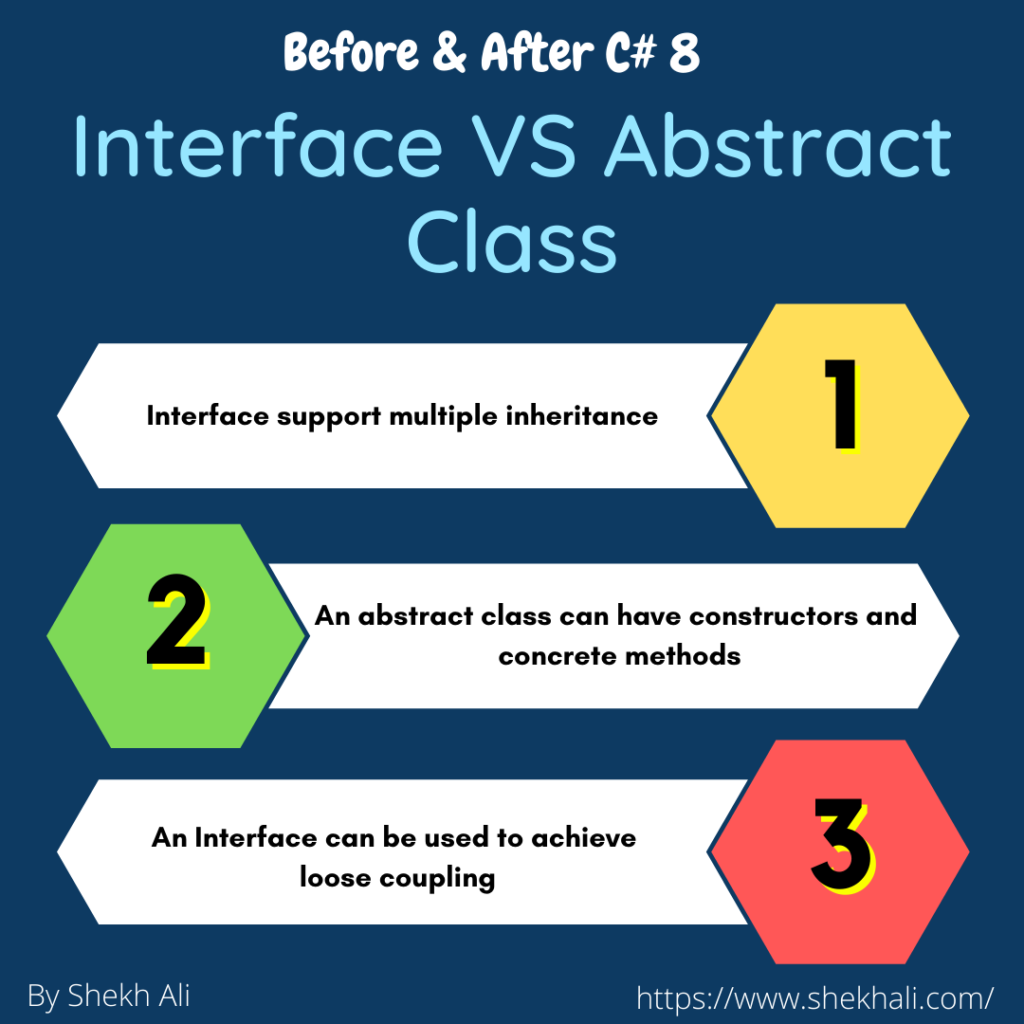 Before & After C# 8
Interface VS Abstract
Class
Interface support multiple inheritance
1
2
An abstract class can have constructors and
concrete methods
An Interface can be used to achieve
loose coupling
3
By Shekh Ali
https://www.shekhali.com/